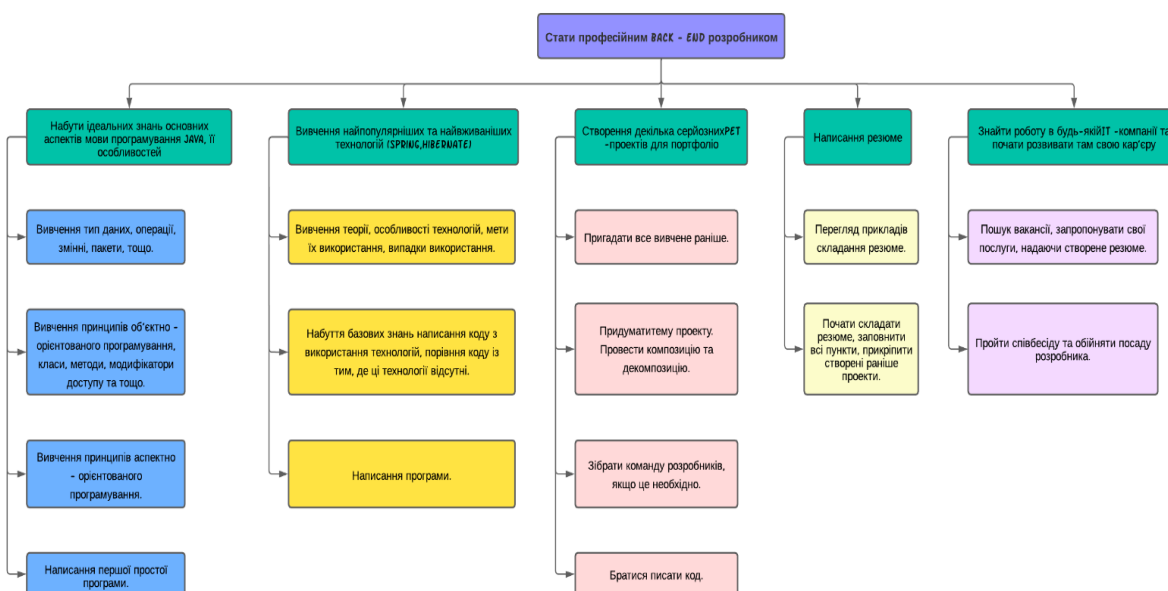 Стати професійним BACK - END розробником
Набути ідеальних знань основних
аспектів мови програмування JAVA, її
особливостей
Вивчення тип даних, операції,
змінні, пакети, тощо.
Вивчення принципів об'єктно -
орієнтованого програмування,
класи, методи, модифікатори
доступу та тощо.
Вивчення принципів аспектно
- орієнтованого
програмування.
Написання першої простої
програми.
Вивчення найпопулярніших та найвживаніших
технологій (SPRING,HIBERNATE)
Вивчення теорії, особливості технологій, мети
їх використання, випадки використання.
Набуття базових знань написання коду з
використання технологій, порівння коду із
тим, де ці технології відсутні.
Написання програми.
Створення декілька серйознихPET
-проектів для портфоліо
Пригадати все вивчене раніше.
Придуматитему проекту.
Провести композицію та
декомпозицію.
Зібрати команду розробників,
якщо це необхідно.
Братися писати код.
Написання резюме
Перегляд прикладів
складання резюме.
Почати складати
резюме, заповнити
всі пункти, прикріпити
створені раніше
проекти.
Знайти роботу в будь-якійIT -компанії та
почати розвивати там свою кар'єру
Пошук вакансії, запропонувати свої
послуги, надаючи створене резюме.
Пройти співбесіду та обійняти посаду
розробника.